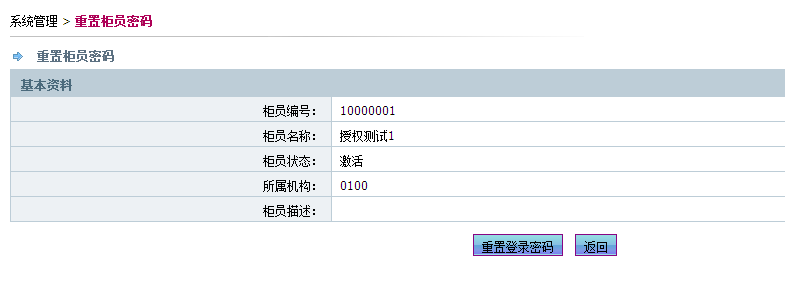 系统管理 > 重置柜员密码
重置柜员密码
基本资料
柜员编号： 10000001
柜员名称： 授权测试1
柜员状态： 激活
所属机构： 0100
柜员描述：
重置登录密码 返回